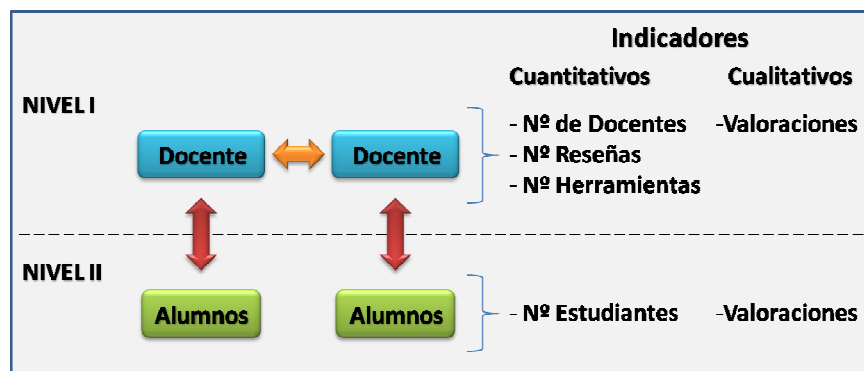 Indicadores
Cuantitativos Cualitativos
NIVEL I
- Nº de Docentes -Valoraciones
Docente Docente
- Nº Reseñas
- Nº Herramientas
NIVEL II
Alumnos Alumnos
- Nº Estudiantes -Valoraciones